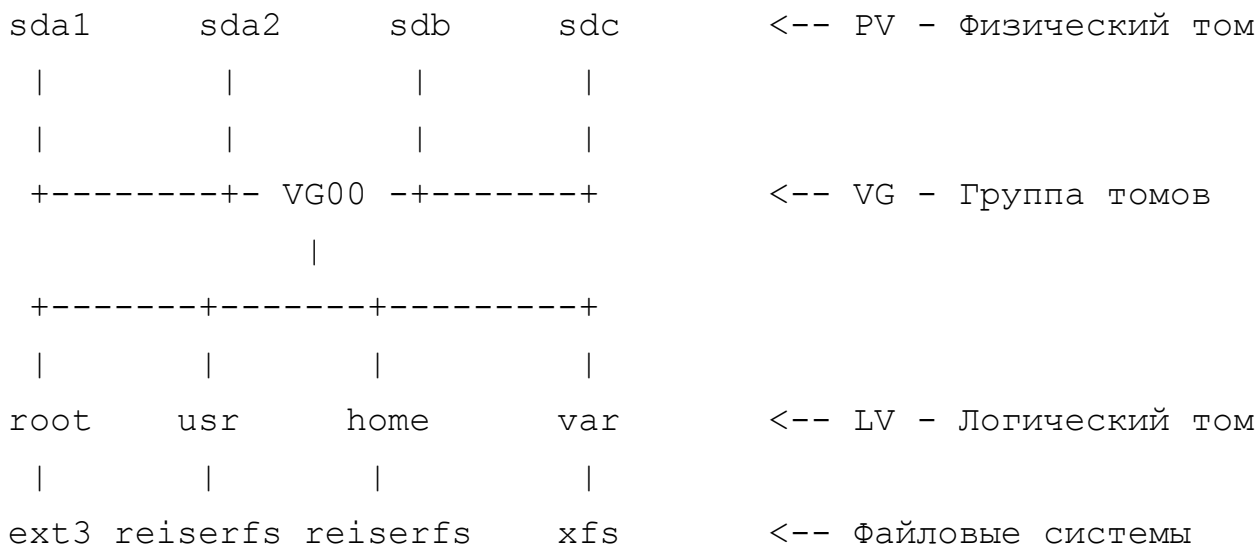 sda1 sda2 sdb sdc <-- PV - Физический том
| | | |
| | | |
+--------+- VG00 -+-------+ <-- VG - Группа томов
|
+-------+-------+---------+
| | | |
root usr home var <-- LV - Логический том
| | | |
ext3 reiserfs reiserfs xfs <-- Файловые системы